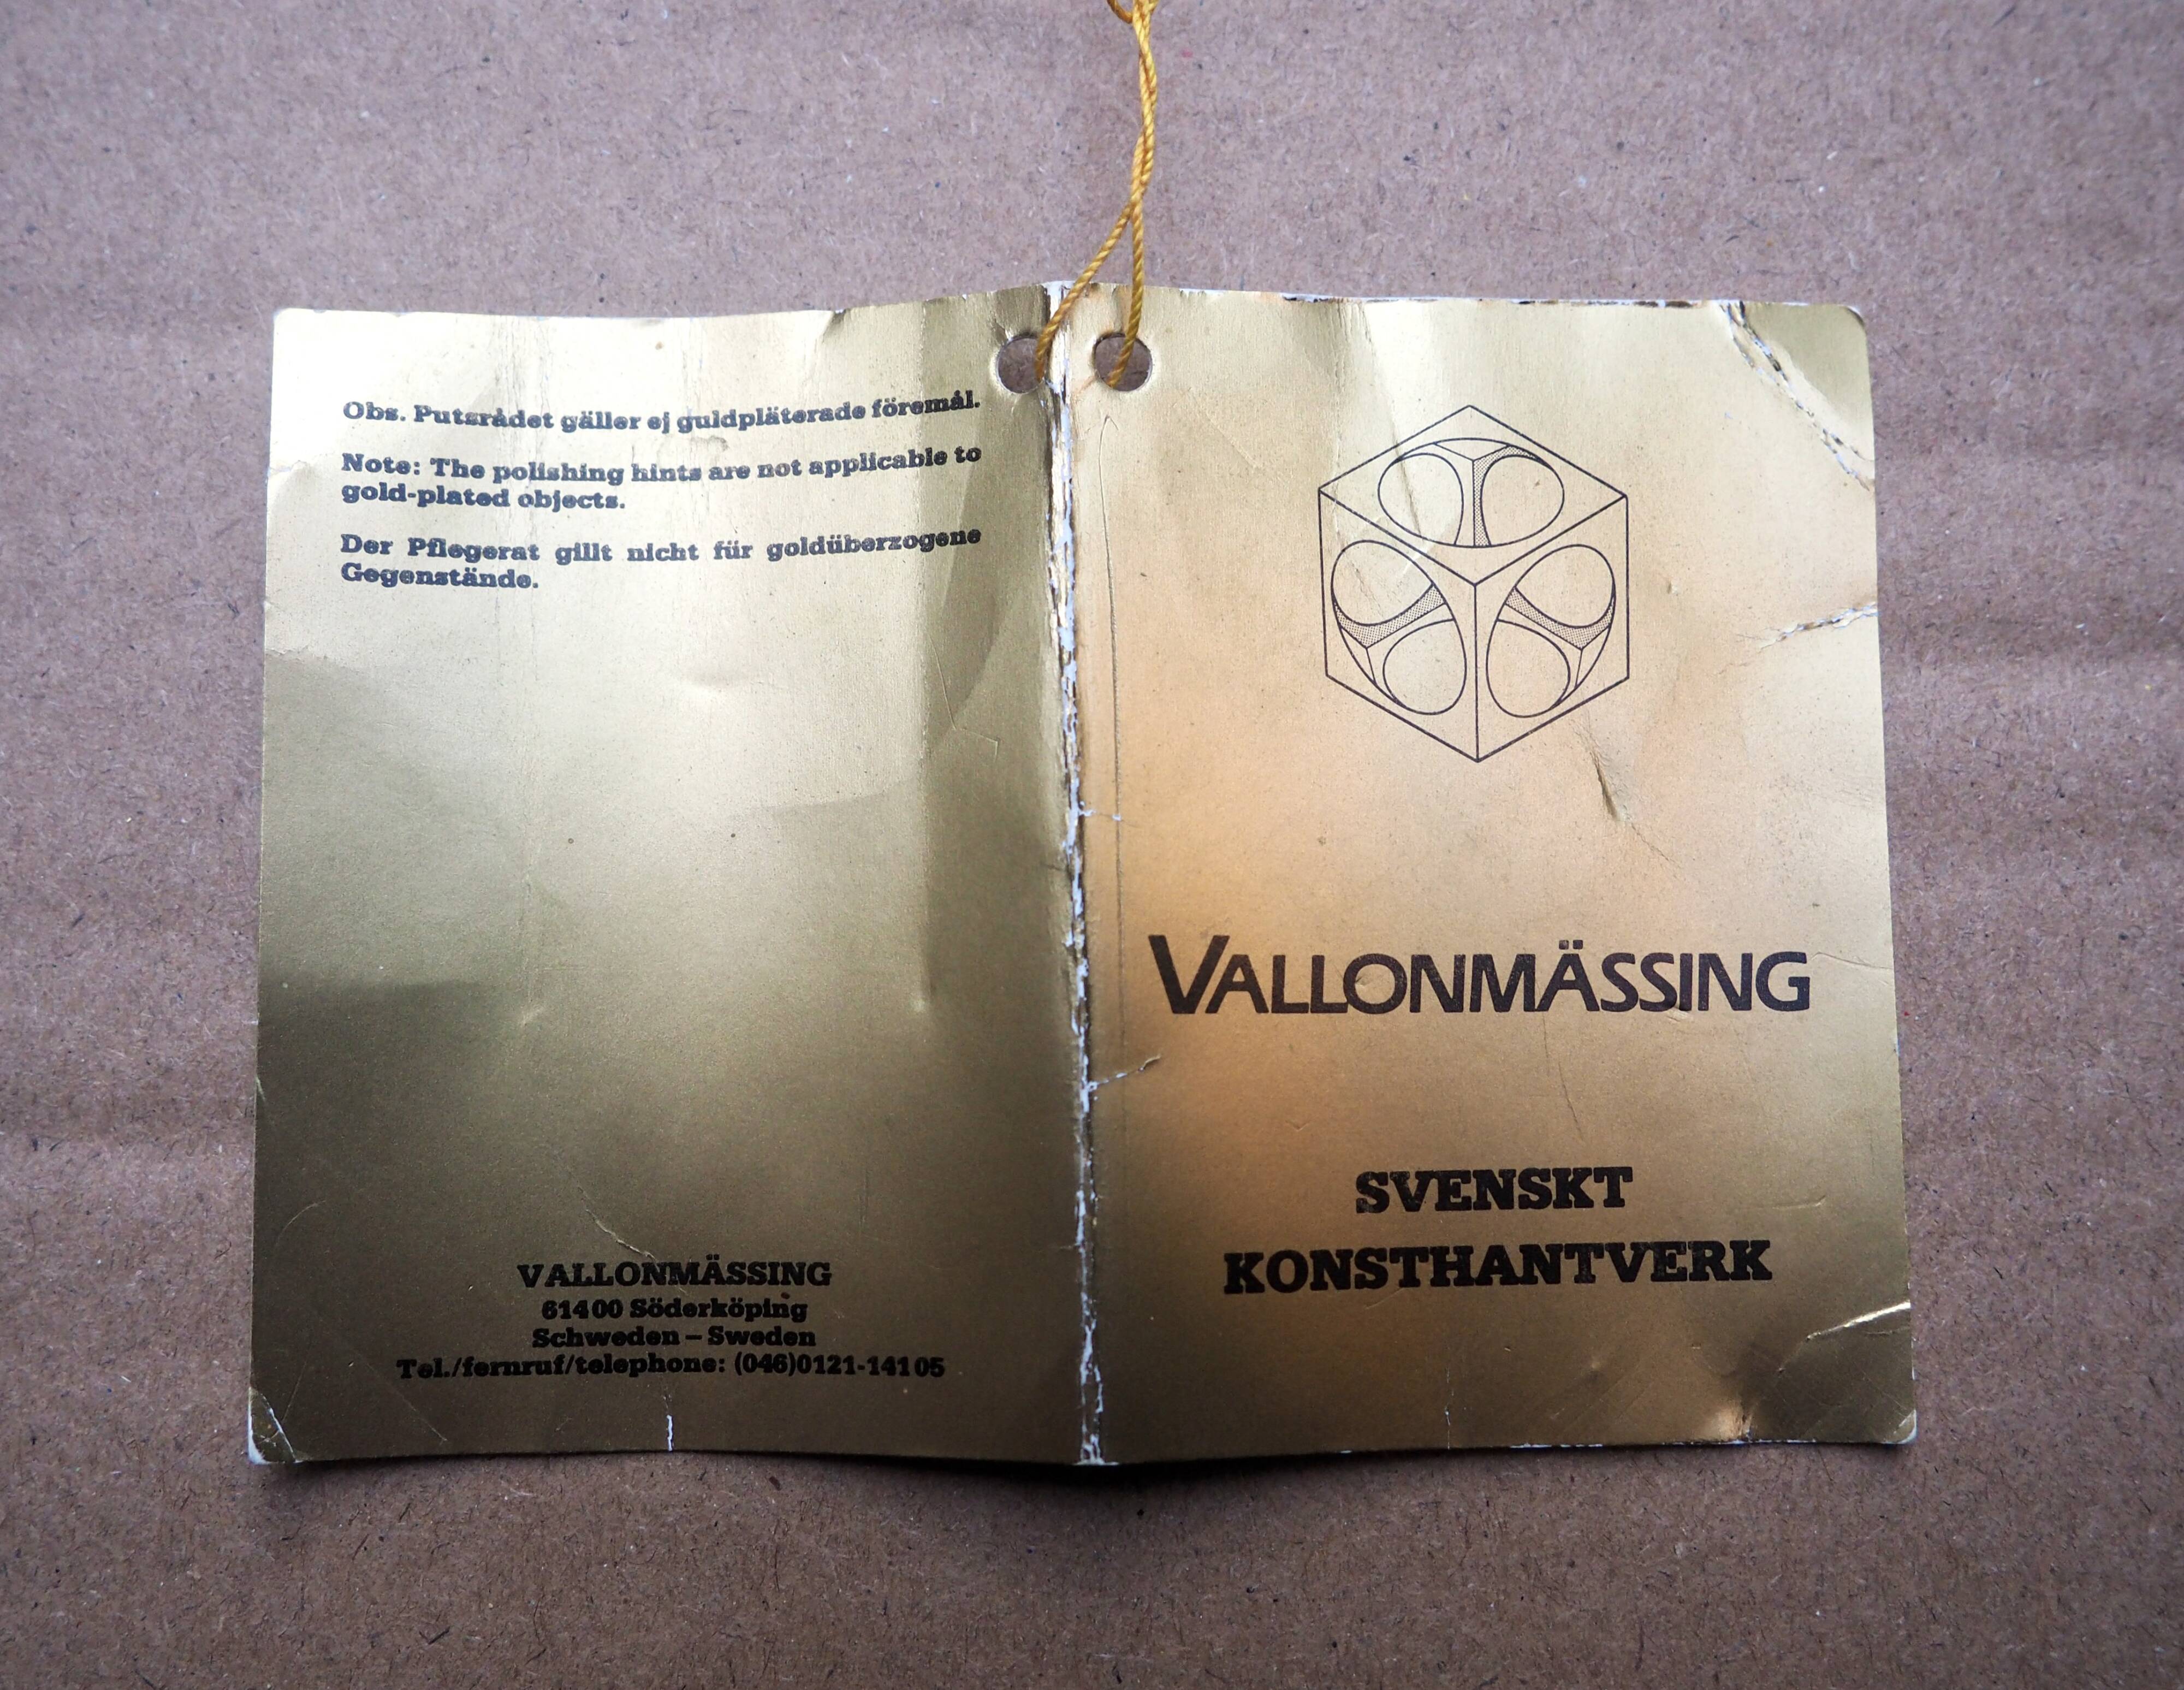 Obs. Putsrådet gäller ej guldpläterade föremål.
Note: The polishing hints are not applicable to
gold-plated objects.
Der Pflegerat gillt nicht für goldüberzogene
Gegenstände.
VALLONMÄSSING
61400 Söderköping
Schweden – Sweden
Tel./fernruf/telephone: (046)0121-14105
VALLONMÄSSING
SVENSKT
KONSTHANTVERK